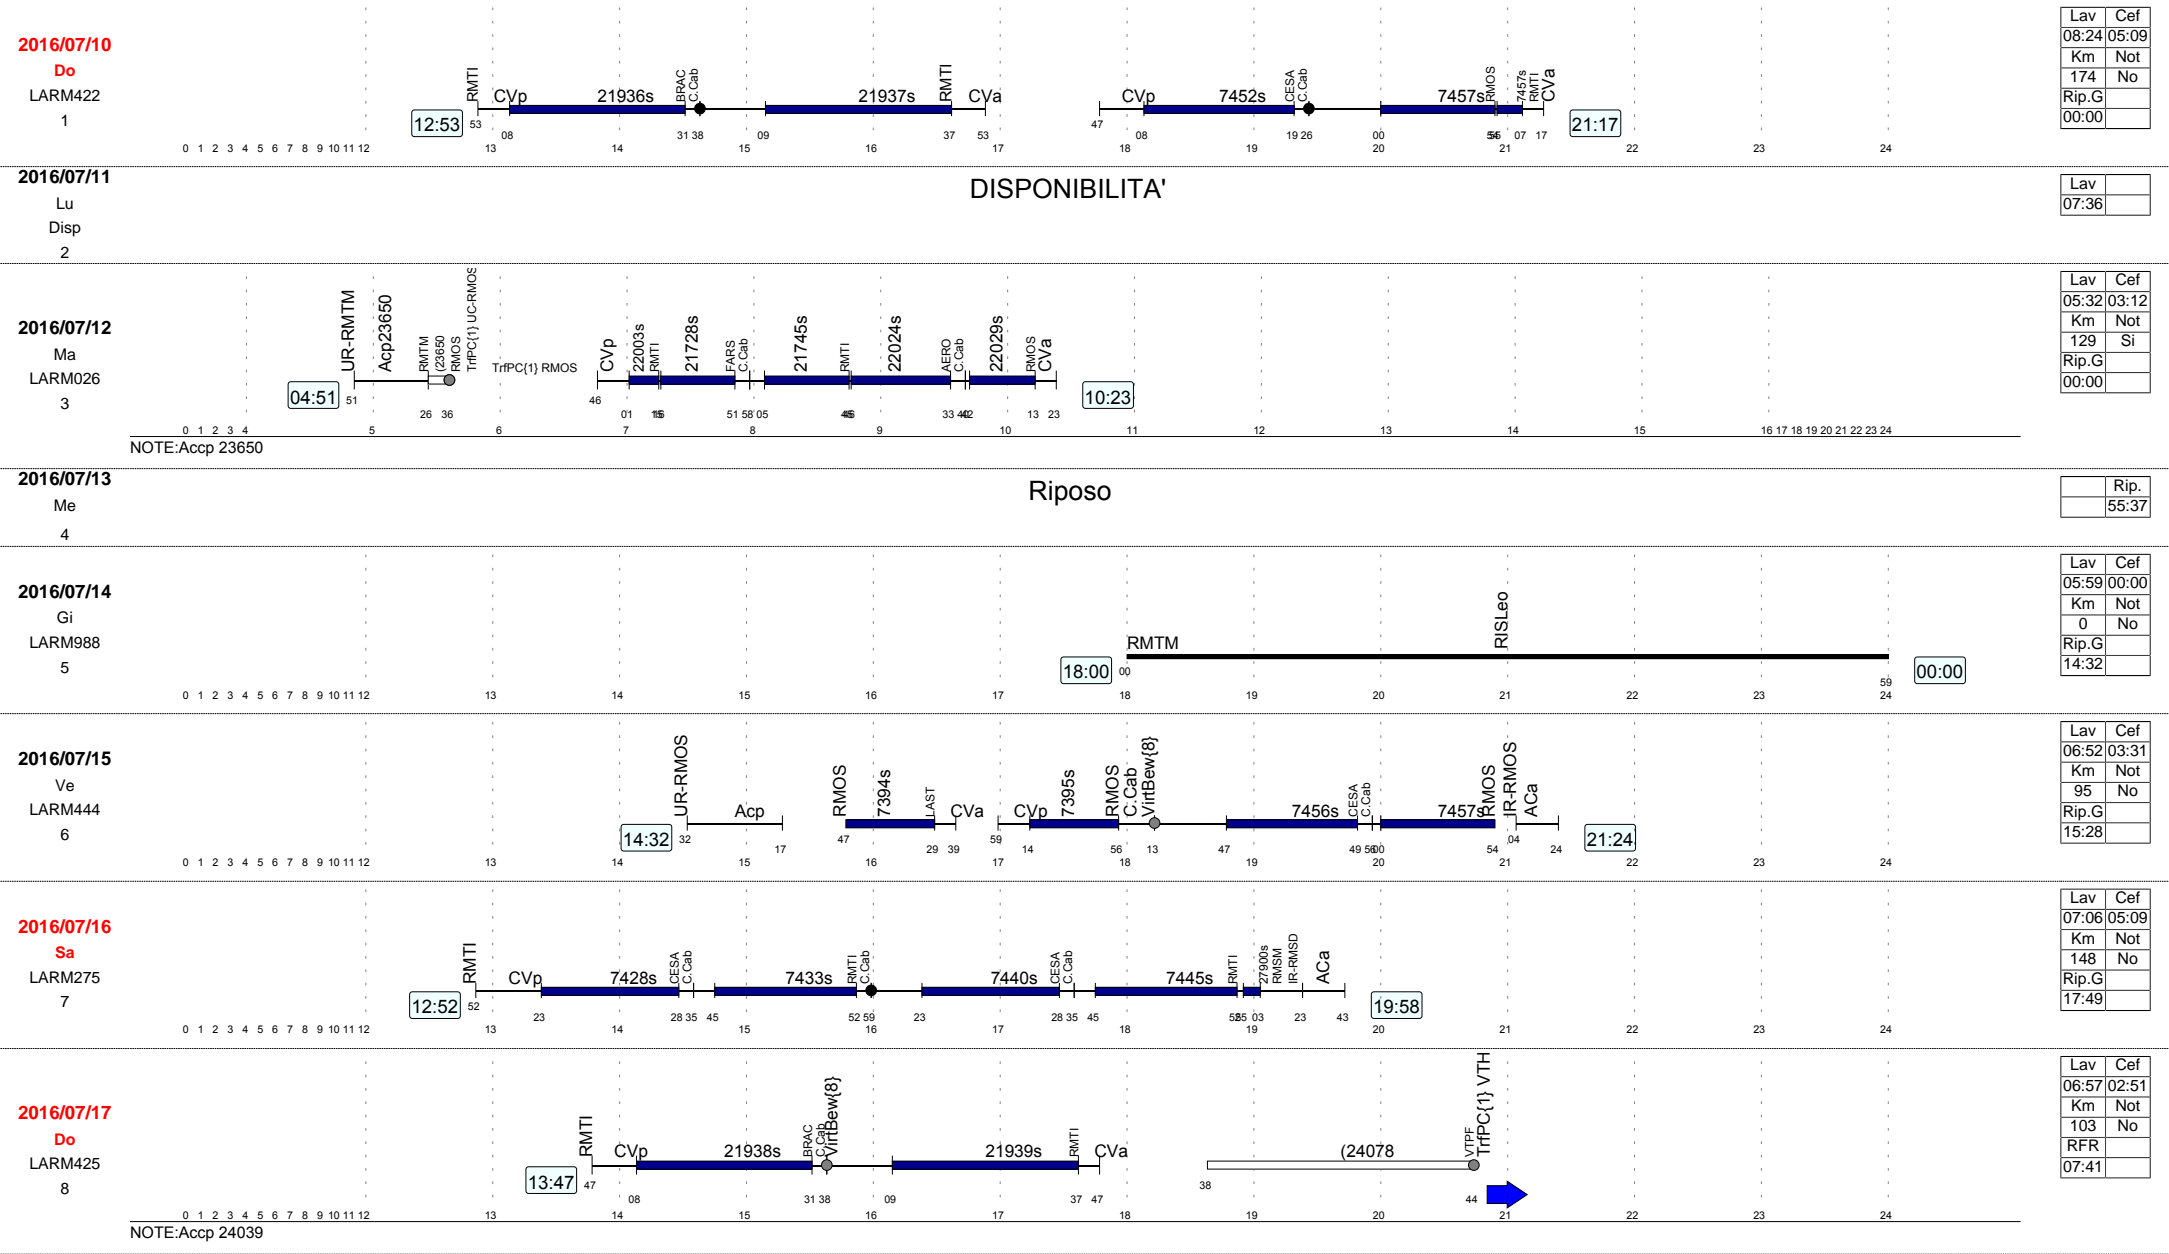 2016/07/10
Do
LARM422
1
12:53
RMTI CVp 21936s BRAC C.Cab 21937s RMTI CVa CVp 7452s CESA C.Cab 7457s RMOS 7457s RMTI CVa
53 08 31 38 09 37 53 47 08 19 26 00 54 07 17
21:17
0 1 2 3 4 5 6 7 8 9 10 11 12 13 14 15 16 17 18 19 20 21 22 23 24
Lav Cef
08:24 05:09
Km Not
174 No
Rip.G
00:00
2016/07/11
Lu
Disp
2
DISPONIBILITA'
Lav
07:36
2016/07/12
Ma
LARM026
3
04:51
UR-RMTM Acp23650 RMTM (23650 RMOS TrfPC{1} UC-RMOS TrfPC{1} RMOS CVp 22003s RMTI 21728s FARS C.Cab 21745s RMTI 22024s AERO C.Cab 22029s RMOS CVa
51 26 36 46 01 15 51 58 05 45 33 40 42 13 23
10:23
0 1 2 3 4 5 6 7 8 9 10 11 12 13 14 15 16 17 18 19 20 21 22 23 24
NOTE:Accp 23650
Lav Cef
05:32 03:12
Km Not
129 Si
Rip.G
00:00
2016/07/13
Me
4
Riposo
Rip.
55:37
2016/07/14
Gi
LARM988
5
18:00
RMTM RISLeo
00 59
00:00
0 1 2 3 4 5 6 7 8 9 10 11 12 13 14 15 16 17 18 19 20 21 22 23 24
Lav Cef
05:59 00:00
Km Not
0 No
Rip.G
14:32
2016/07/15
Ve
LARM444
6
14:32
UR-RMOS Acp RMOS 7394s LAST CVa CVp 7395s RMOS C.Cab VirtBew{8} 7456s CESA C.Cab 7457s RMOS IR-RMOS ACa
32 17 47 29 39 59 14 56 13 47 49 56 00 54 04 24
21:24
0 1 2 3 4 5 6 7 8 9 10 11 12 13 14 15 16 17 18 19 20 21 22 23 24
Lav Cef
06:52 03:31
Km Not
95 No
Rip.G
15:28
2016/07/16
Sa
LARM275
7
12:52
RMTI CVp 7428s CESA C.Cab 7433s RMTI C.Cab 7440s CESA C.Cab 7445s RMTI 27900s RMSM IR-RMSD ACa
52 23 28 35 45 52 59 23 28 35 45 52 55 03 23 43
19:58
0 1 2 3 4 5 6 7 8 9 10 11 12 13 14 15 16 17 18 19 20 21 22 23 24
Lav Cef
07:06 05:09
Km Not
148 No
Rip.G
17:49
2016/07/17
Do
LARM425
8
13:47
RMTI CVp 21938s BRAC C.Cab VirtBew{8} 21939s RMTI CVa (24078 VTPF TrfPC{1} VTH
47 08 31 38 09 37 47 38 44
0 1 2 3 4 5 6 7 8 9 10 11 12 13 14 15 16 17 18 19 20 21 22 23 24
NOTE:Accp 24039
Lav Cef
06:57 02:51
Km Not
103 No
RFR
07:41